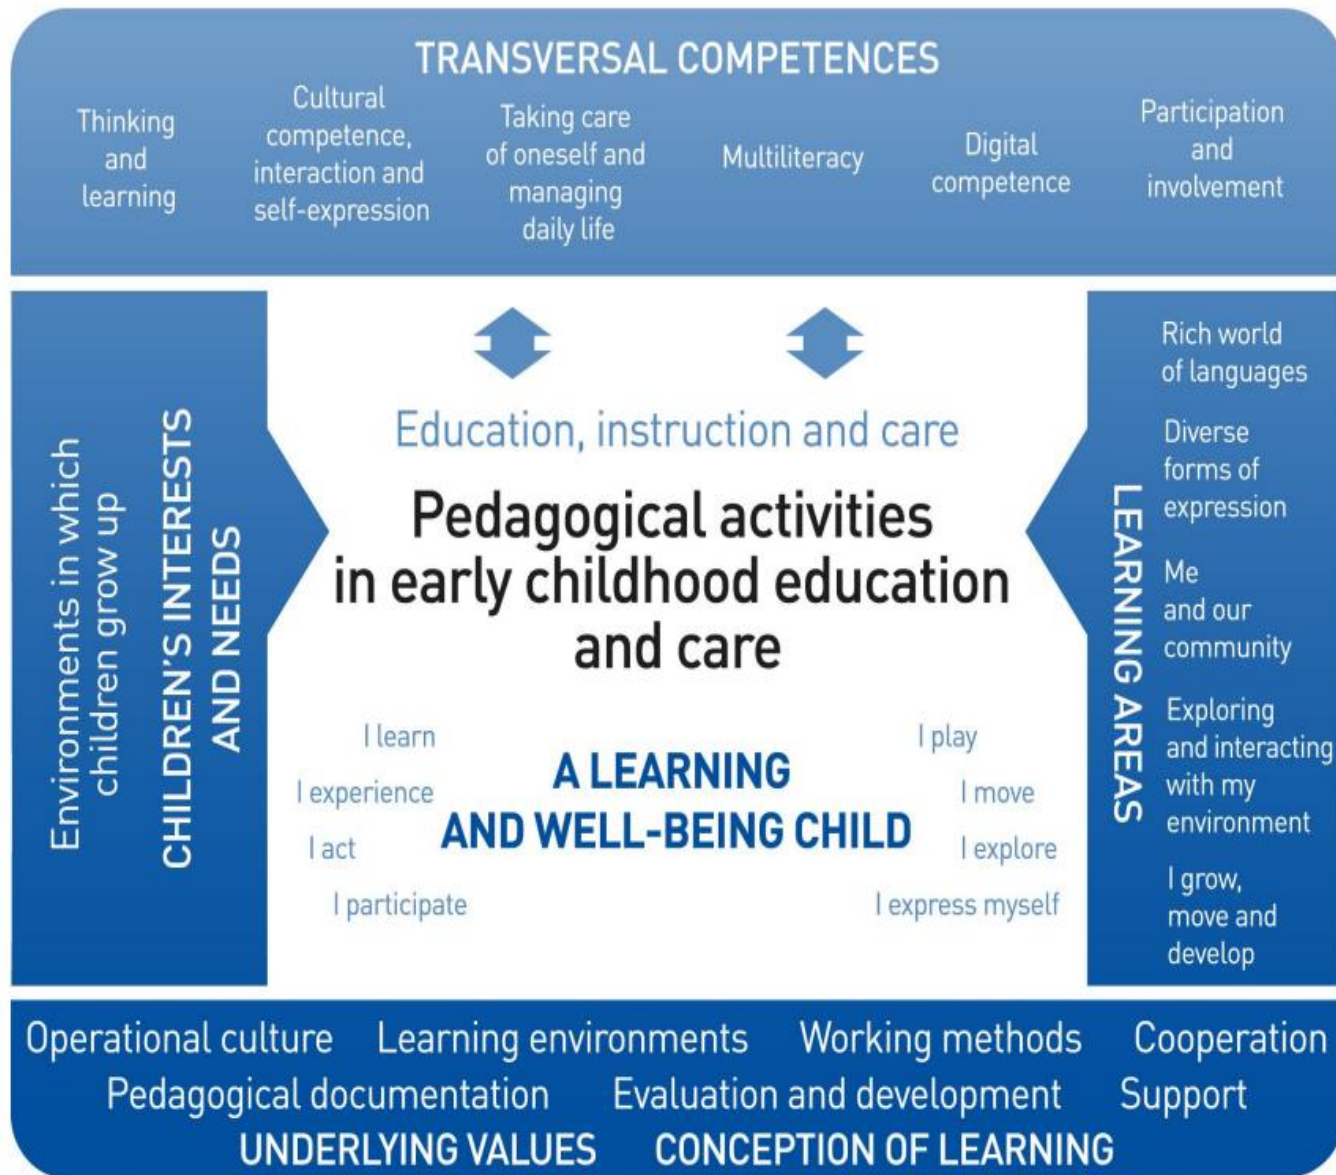 TRANSVERSAL COMPETENCES
Thinking
and
learning
Cultural
competence,
interaction and
self-expression
Taking care
of oneself and
managing
daily life
Multiliteracy
Digital
competence
Participation
and
involvement
Environments in which
children grow up
CHILDREN'S INTERESTS
AND NEEDS
Education, instruction and care
Pedagogical activities
in early childhood education
and care
I learn
I experience
I act
I participate
A LEARNING
AND WELL-BEING CHILD
I play
I move
I explore
I express myself
LEARNING AREAS
Rich world
of languages
Diverse
forms of
expression
Me
and our
community
Exploring
and interacting
with my
environment
I grow,
move and
develop
Operational culture Learning environments Working methods Cooperation
Pedagogical documentation Evaluation and development Support
UNDERLYING VALUES CONCEPTION OF LEARNING